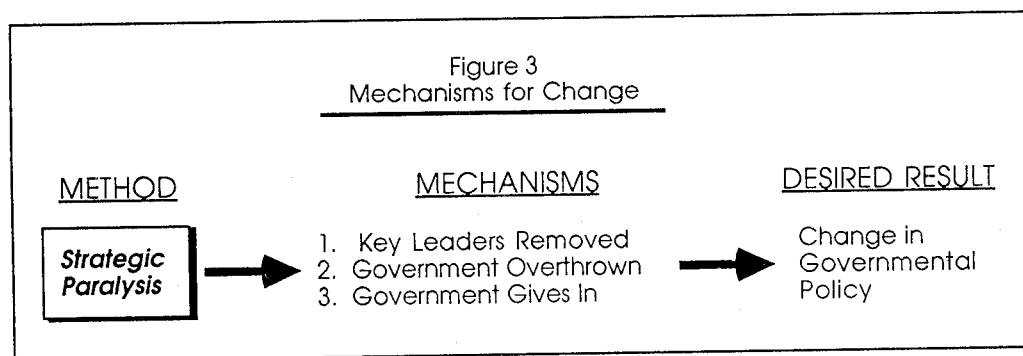 Figure 3
Mechanisms for Change
METHOD
Strategic
Paralysis
MECHANISMS
1. Key Leaders Removed
2. Government Overthrown
3. Government Gives In
DESIRED RESULT
Change in
Governmental
Policy